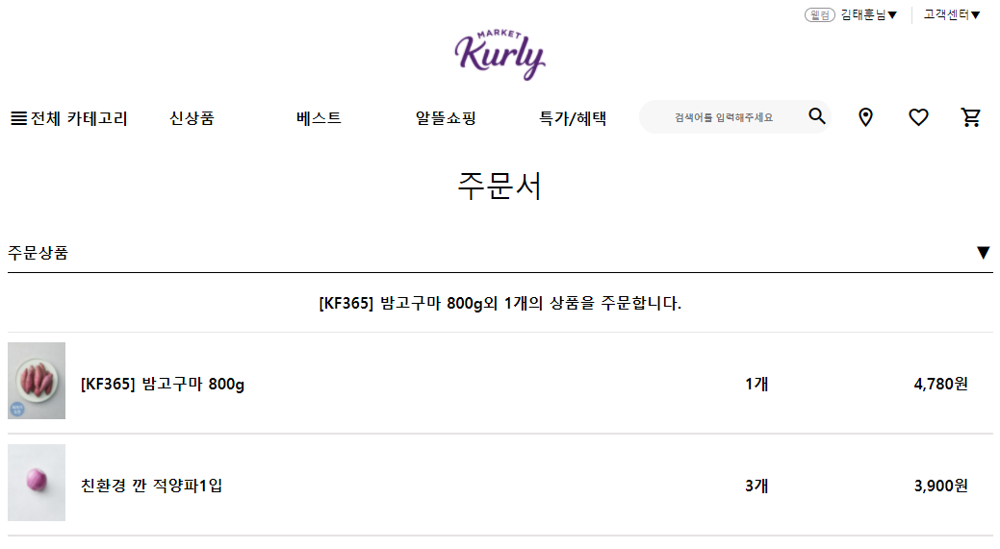 웰컴 김태훈님▼ 고객센터▼
MARKET
Kurly
전체 카테고리 신상품 베스트 알뜰쇼핑 특가/혜택 검색어를 입력해주세요
주문서
주문상품 ▼
[KF365] 밤고구마 800g외 1개의 상품을 주문합니다.
[KF365] 밤고구마 800g 1개 4,780원
친환경 깐 적양파1입 3개 3,900원